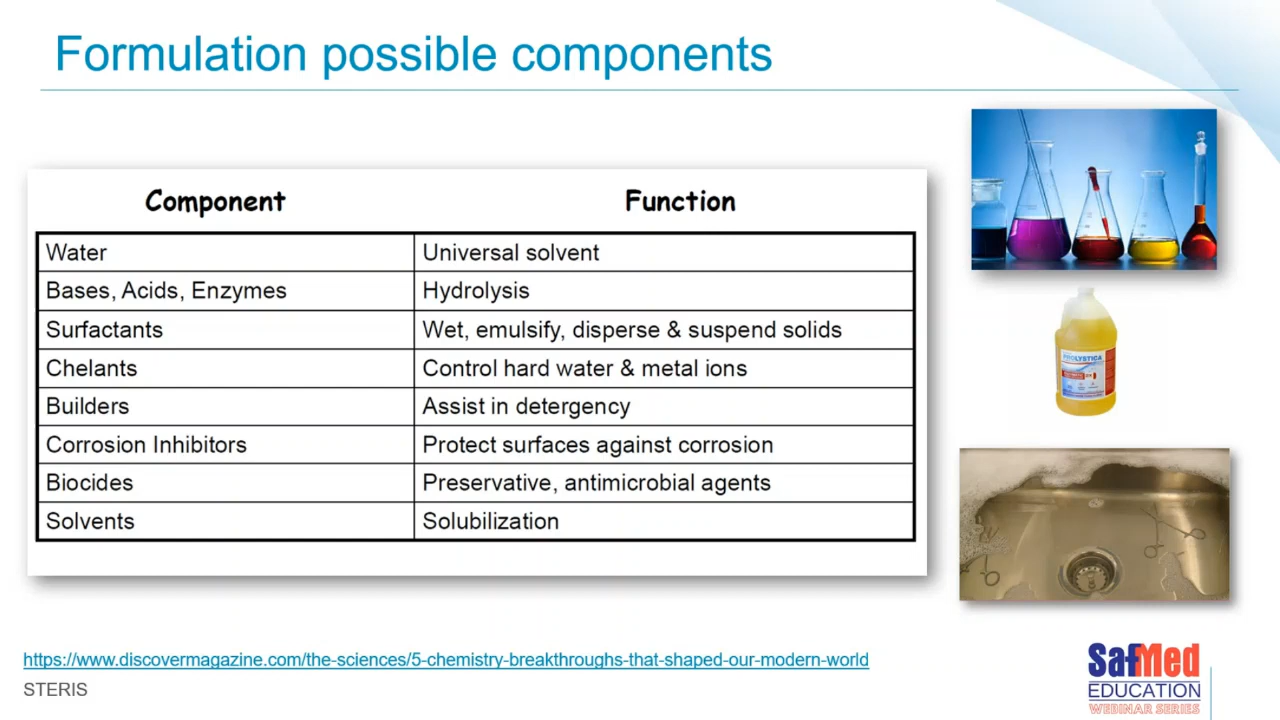 Formulation possible components
Component Function
Water Universal solvent
Bases, Acids, Enzymes Hydrolysis
Surfactants Wet, emulsify, disperse & suspend solids
Chelants Control hard water & metal ions
Builders Assist in detergency
Corrosion Inhibitors Protect surfaces against corrosion
Biocides Preservative, antimicrobial agents
Solvents Solubilization
PROLYSTICA
https://www.discovermagazine.com/the-sciences/5-chemistry-breakthroughs-that-shaped-our-modern-world
STERIS
SafMed
EDUCATION
WEBINAR SERIES